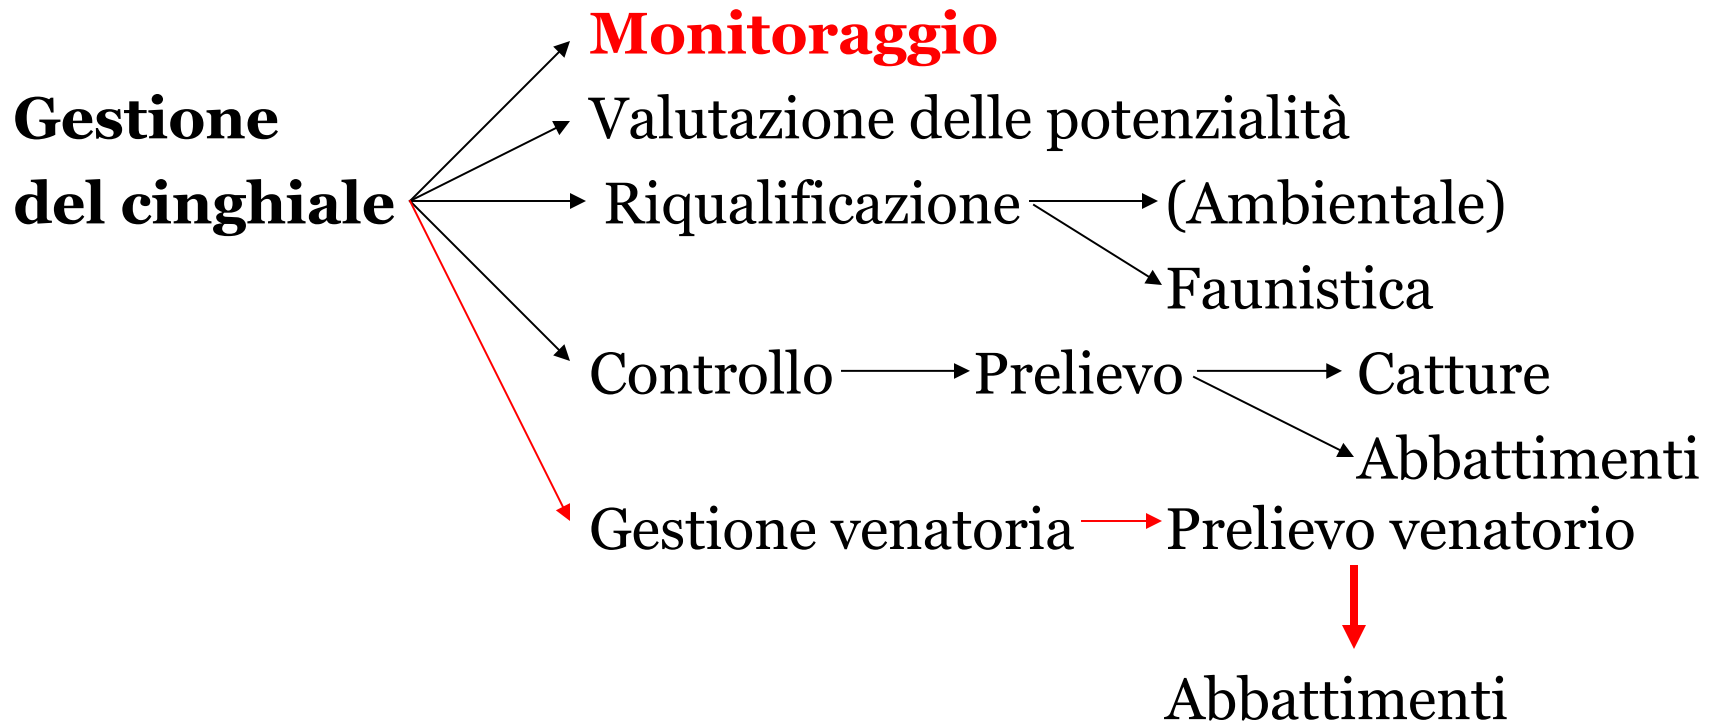 Monitoraggio
Gestione
del cinghiale
Valutazione delle potenzialità
Riqualificazione
(Ambientale)
Faunistica
Controllo
Prelievo
Catture
Abbattimenti
Gestione venatoria
Prelievo venatorio
Abbattimenti